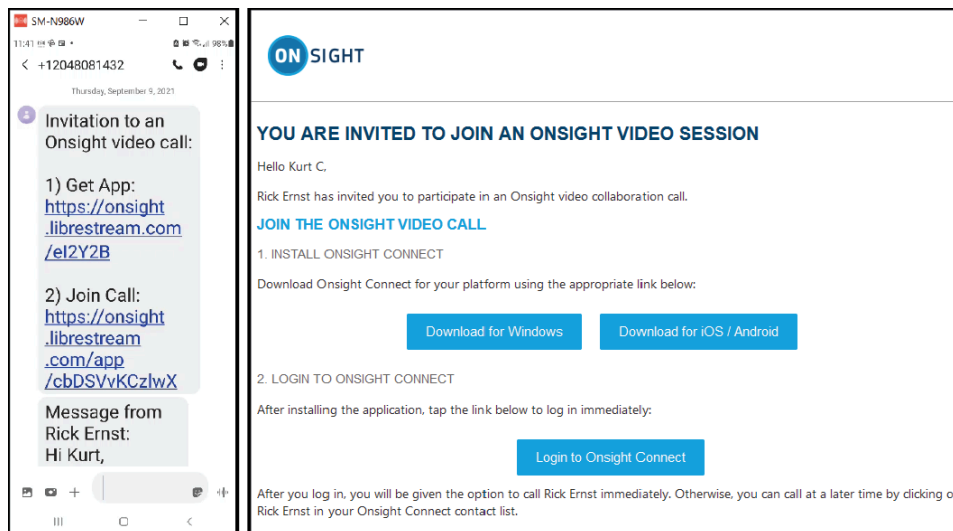 SM-N986W
11:41
98%
+12048081432
Thursday, September 9, 2021
Invitation to an
Onsight video call:
1) Get App:
https://onsight
.librestream.com
/eI2Y2B
2) Join Call:
https://onsight
.librestream
.com/app
/cbDSVvKCzlwX
Message from
Rick Ernst:
Hi Kurt,
ON SIGHT
YOU ARE INVITED TO JOIN AN ONSIGHT VIDEO SESSION
Hello Kurt C,
Rick Ernst has invited you to participate in an Onsight video collaboration call.
JOIN THE ONSIGHT VIDEO CALL
1. INSTALL ONSIGHT CONNECT
Download Onsight Connect for your platform using the appropriate link below:
Download for Windows
Download for iOS / Android
2. LOGIN TO ONSIGHT CONNECT
After installing the application, tap the link below to log in immediately:
Login to Onsight Connect
After you log in, you will be given the option to call Rick Ernst immediately. Otherwise, you can call at a later time by clicking o
Rick Ernst in your Onsight Connect contact list.